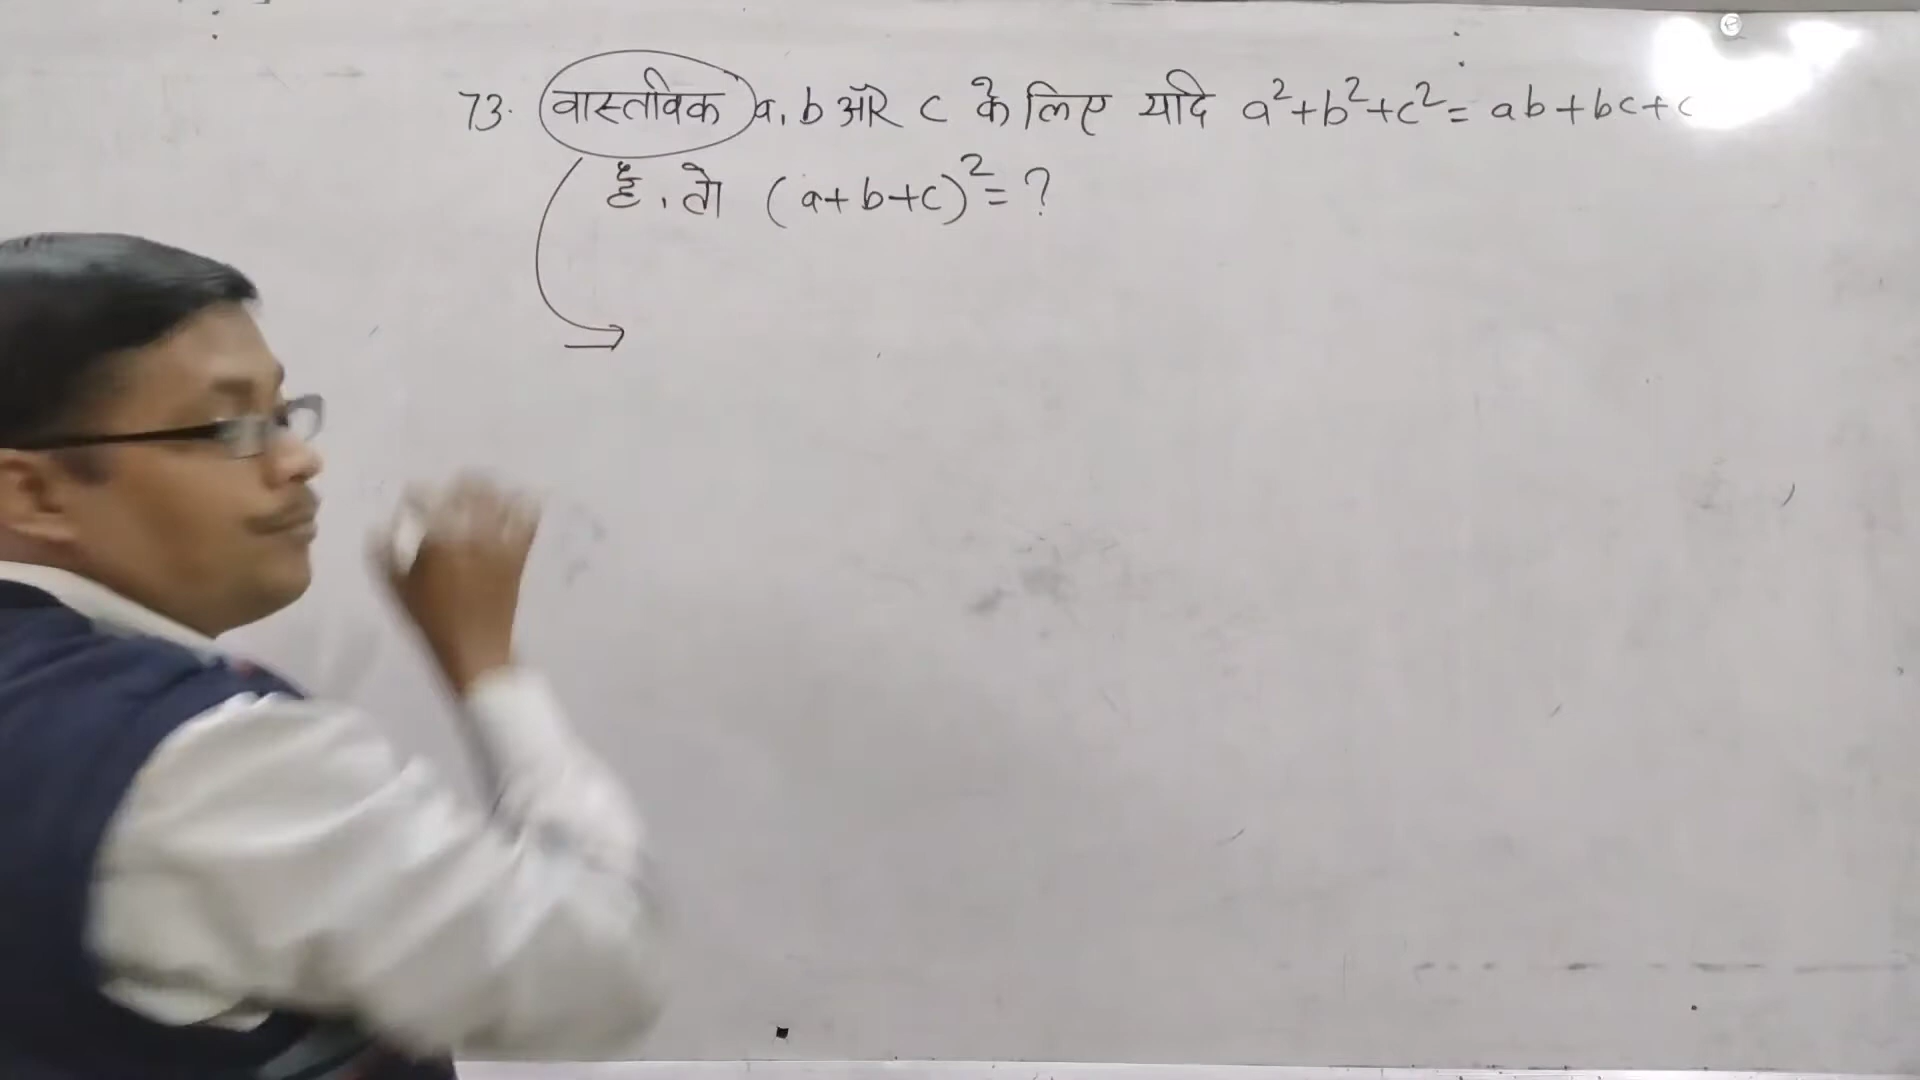 73. वास्तविक a, b और c के लिए यदि a²+b²+c²= ab+bc+c
है, तो (a+b+c)²= ?